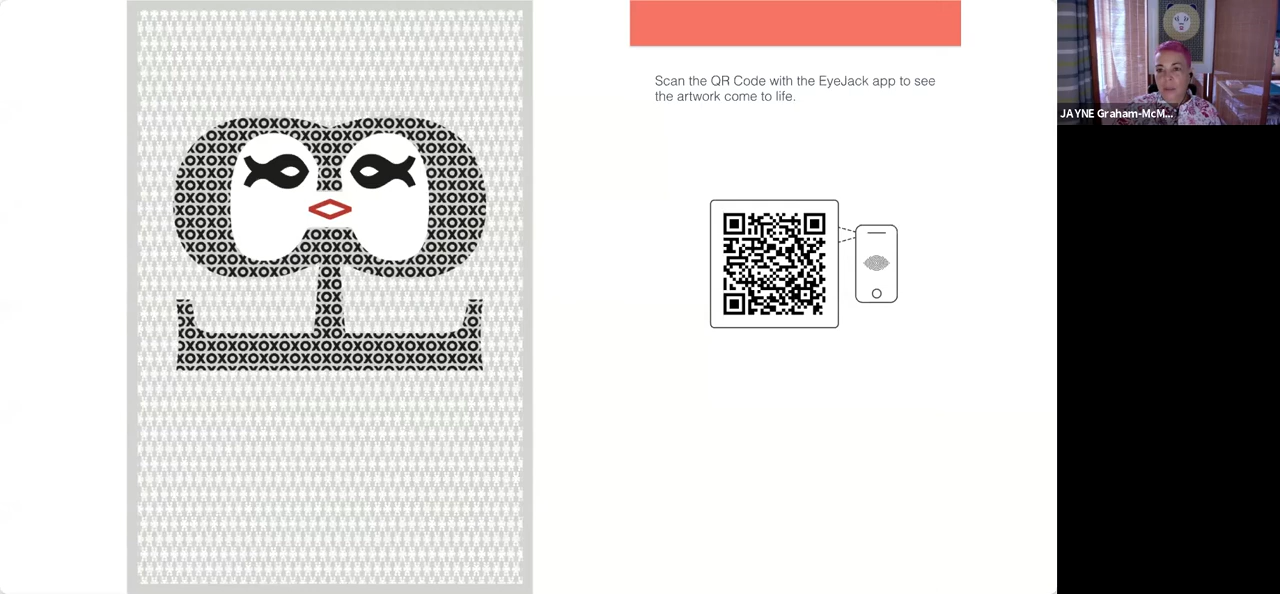 Scan the QR Code with the EyeJack app to see
the artwork come to life.
JAYNE Graham-McM...